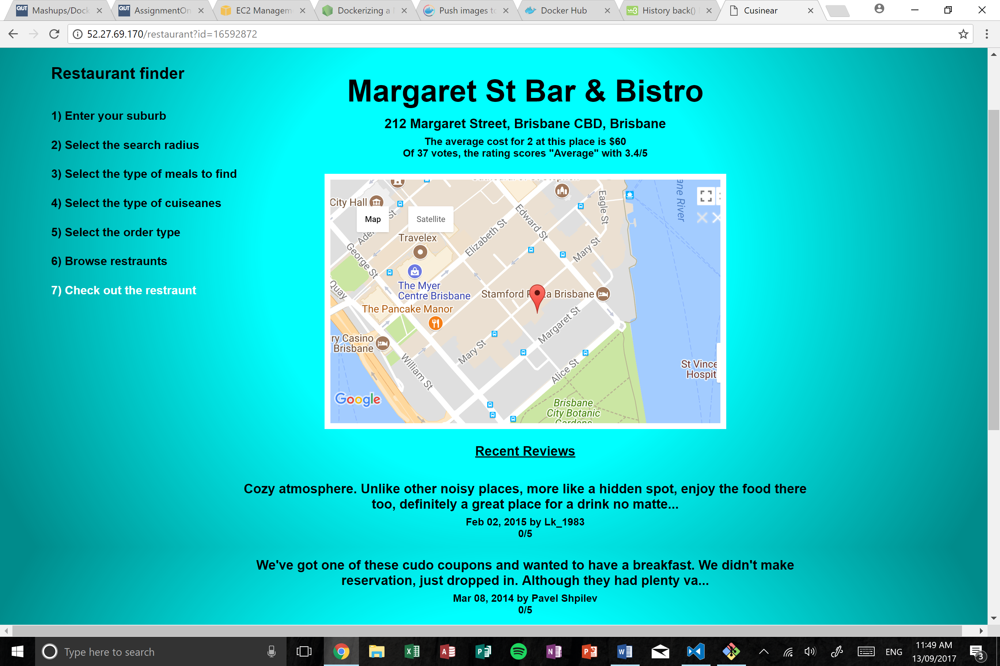 Mashups/Dock
AssignmentOn
EC2 Managem
Dockerizing a
Push images to
Docker Hub
History back()
Cusinear
52.27.69.170/restaurant?id=16592872
Restaurant finder
1) Enter your suburb
2) Select the search radius
3) Select the type of meals to find
4) Select the type of cuiseanes
5) Select the order type
6) Browse restraunts
7) Check out the restraunt
Margaret St Bar & Bistro
212 Margaret Street, Brisbane CBD, Brisbane
The average cost for 2 at this place is $60
Of 37 votes, the rating scores "Average" with 3.4/5
City Hall
Map
Satellite
Eagle St
ane River
Edward St
Elizabeth St
Mary St
Travelex
George St
Quay
The Myer
Centre Brisbane
Stamford Brisbane
The Pancake Manor
Margaret St
ry Casino
Brisbane
Mary St
William St
Alice St
St Vince
Hospit
Google
Brisbane
City Botanic
Gardens
Recent Reviews
Cozy atmosphere. Unlike other noisy places, more like a hidden spot, enjoy the food there
too, definitely a great place for a drink no matte...
Feb 02, 2015 by Lk_1983
0/5
We've got one of these cudo coupons and wanted to have a breakfast. We didn't make
reservation, just dropped in. Although they had plenty va...
Mar 08, 2014 by Pavel Shpilev
0/5
Type here to search
ENG
11:49 AM
13/09/2017
3